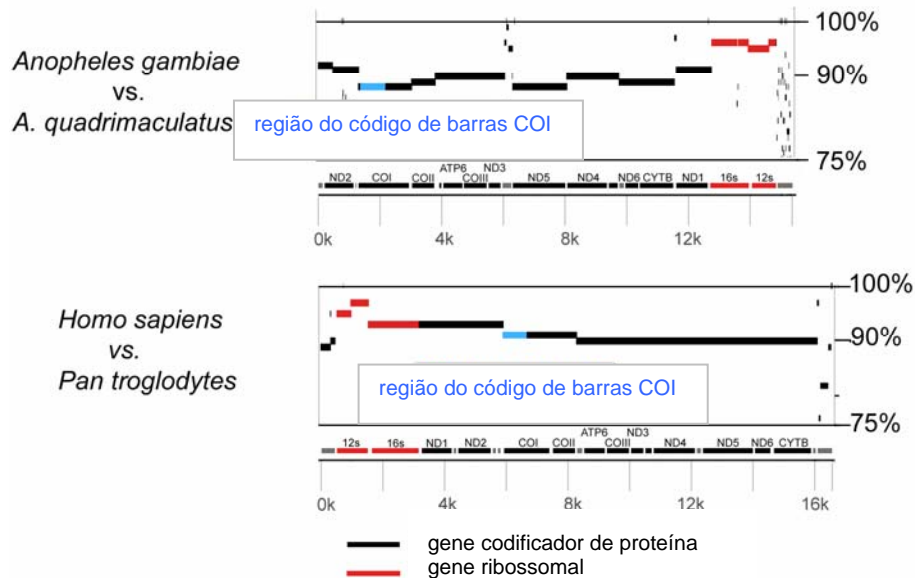 100%
Anopheles gambiae
vs.
A. quadrimaculatus
90%
região do código de barras COI
75%
ATP6 ND3
ND2 COI COII COIII ND5 ND4 ND6 CYTB ND1 16s 12s
0k 4k 8k 12k
100%
Homo sapiens
vs.
Pan troglodytes
90%
região do código de barras COI
75%
ATP6 ND3
12s 16s ND1 ND2 COI COII COIII ND4 ND5 ND6 CYTB
0k 4k 8k 12k 16k
gene codificador de proteína
gene ribossomal